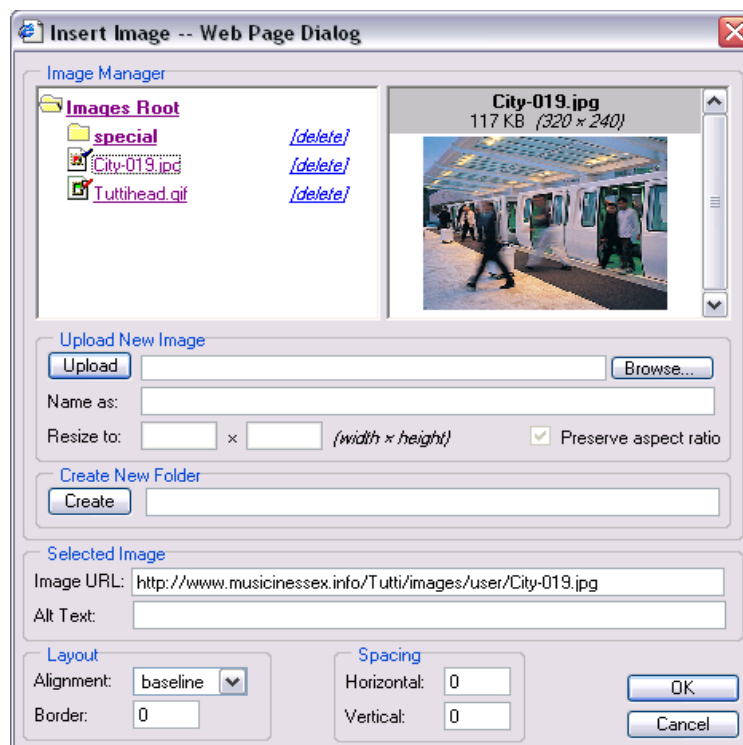 Insert Image -- Web Page Dialog
Image Manager
Images Root
special [delete]
City-019.jpg [delete]
Tuttihead.gif [delete]
City-019.jpg
117 KB (320 × 240)
Upload New Image
Upload Browse...
Name as:
Resize to: × (width × height) Preserve aspect ratio
Create New Folder
Create
Selected Image
Image URL: http://www.musicinessex.info/Tutti/images/user/City-019.jpg
Alt Text:
Layout
Alignment: baseline
Border: 0
Spacing
Horizontal: 0
Vertical: 0
OK
Cancel